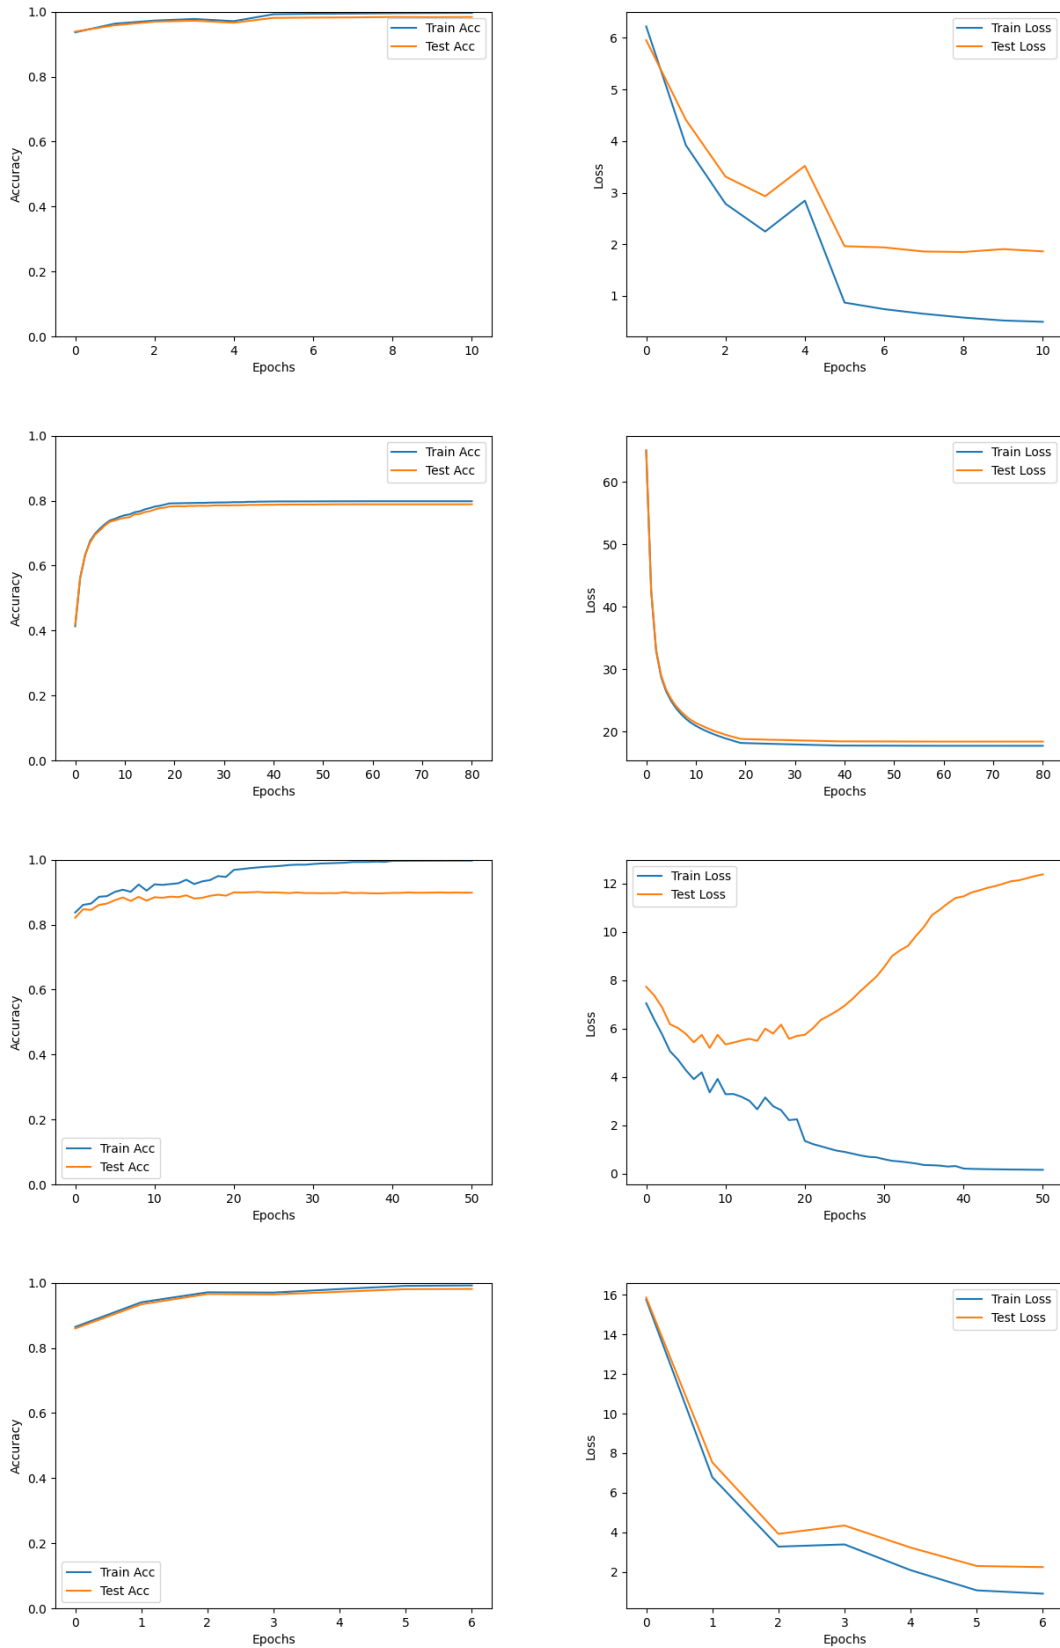 1.0
0.8
0.6
0.4
0.2
0.0
Accuracy
Train Acc
Test Acc
0 2 4 6 8 10
Epochs
6
5
4
3
2
1
Loss
Train Loss
Test Loss
0 2 4 6 8 10
Epochs
1.0
0.8
0.6
0.4
0.2
0.0
Accuracy
Train Acc
Test Acc
0 10 20 30 40 50 60 70 80
Epochs
60
50
40
30
20
Loss
Train Loss
Test Loss
0 10 20 30 40 50 60 70 80
Epochs
1.0
0.8
0.6
0.4
0.2
0.0
Accuracy
Train Acc
Test Acc
0 10 20 30 40 50
Epochs
12
10
8
6
4
2
0
Loss
Train Loss
Test Loss
0 10 20 30 40 50
Epochs
1.0
0.8
0.6
0.4
0.2
0.0
Accuracy
Train Acc
Test Acc
0 1 2 3 4 5 6
Epochs
16
14
12
10
8
6
4
2
Loss
Train Loss
Test Loss
0 1 2 3 4 5 6
Epochs